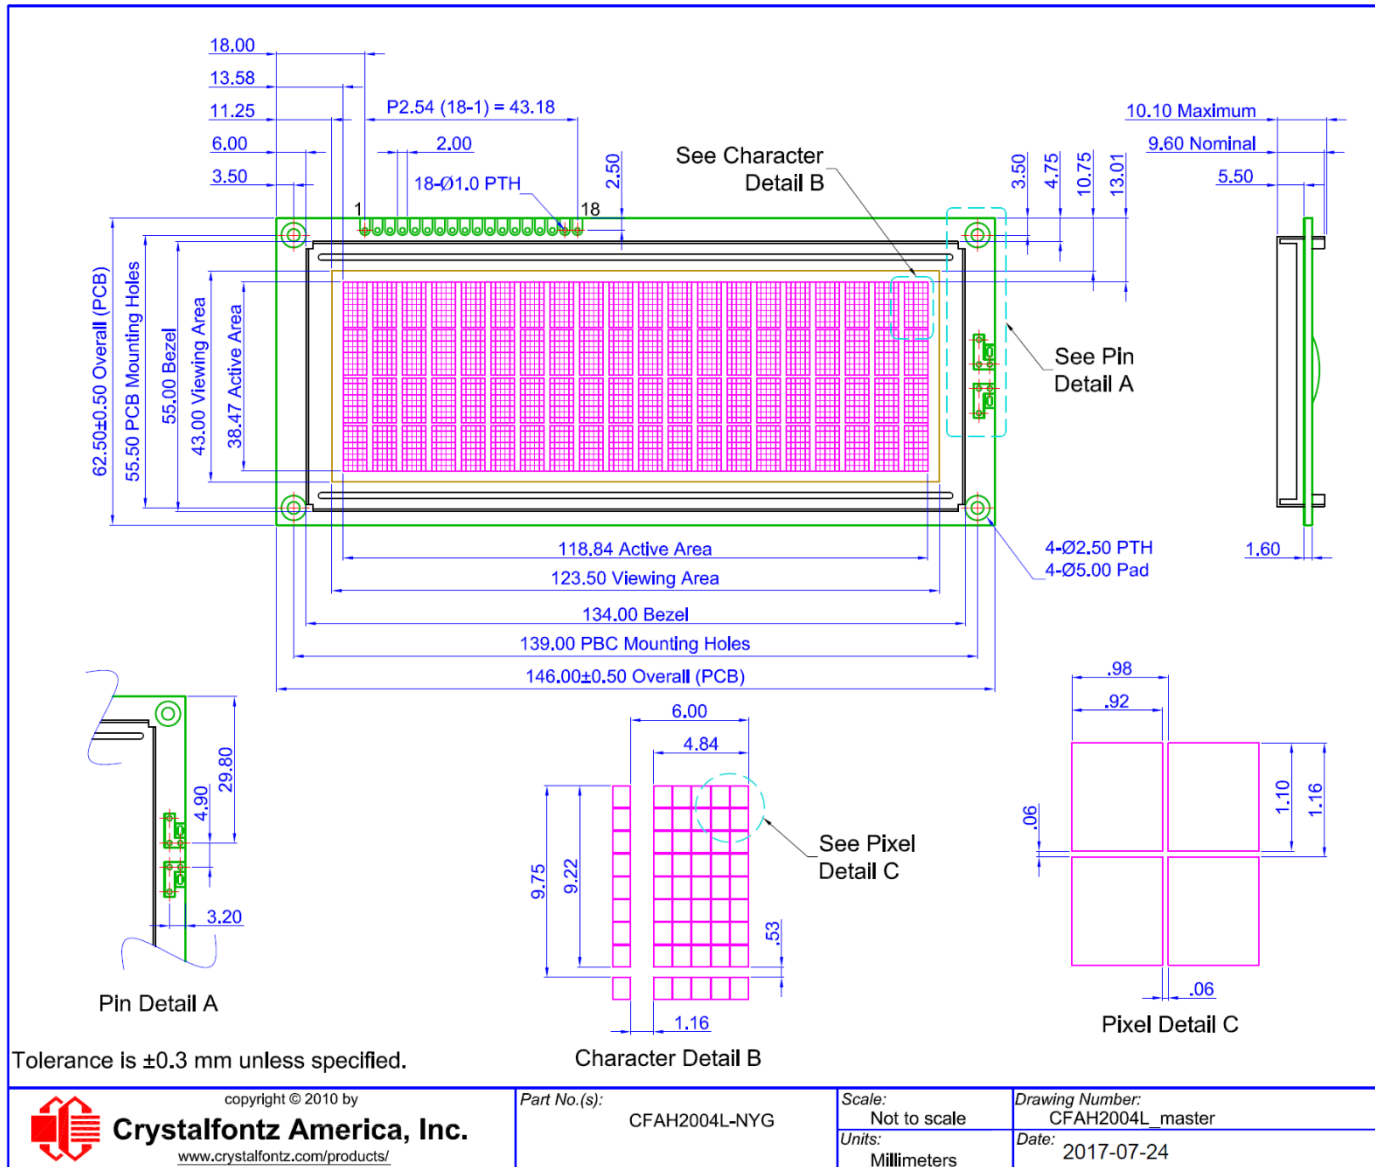 18.00
13.58
11.25
6.00
3.50
P2.54 (18-1) = 43.18
2.00
18-Ø1.0 PTH
2.50
See Character
Detail B
3.50
4.75
10.75
13.01
10.10 Maximum
9.60 Nominal
5.50
1
18
62.50±0.50 Overall (PCB)
55.50 PCB Mounting Holes
55.00 Bezel
43.00 Viewing Area
38.47 Active Area
See Pin
Detail A
118.84 Active Area
123.50 Viewing Area
134.00 Bezel
139.00 PBC Mounting Holes
146.00±0.50 Overall (PCB)
4-Ø2.50 PTH
4-Ø5.00 Pad
1.60
29.80
4.90
3.20
Pin Detail A
6.00
4.84
9.75
9.22
.53
1.16
See Pixel
Detail C
Character Detail B
.98
.92
.06
1.10
1.16
.06
Pixel Detail C
Tolerance is ±0.3 mm unless specified.
copyright © 2010 by
Crystalfontz America, Inc.
www.crystalfontz.com/products/
Part No.(s):
CFAH2004L-NYG
Scale:
Not to scale
Units:
Millimeters
Drawing Number:
CFAH2004L_master
Date:
2017-07-24